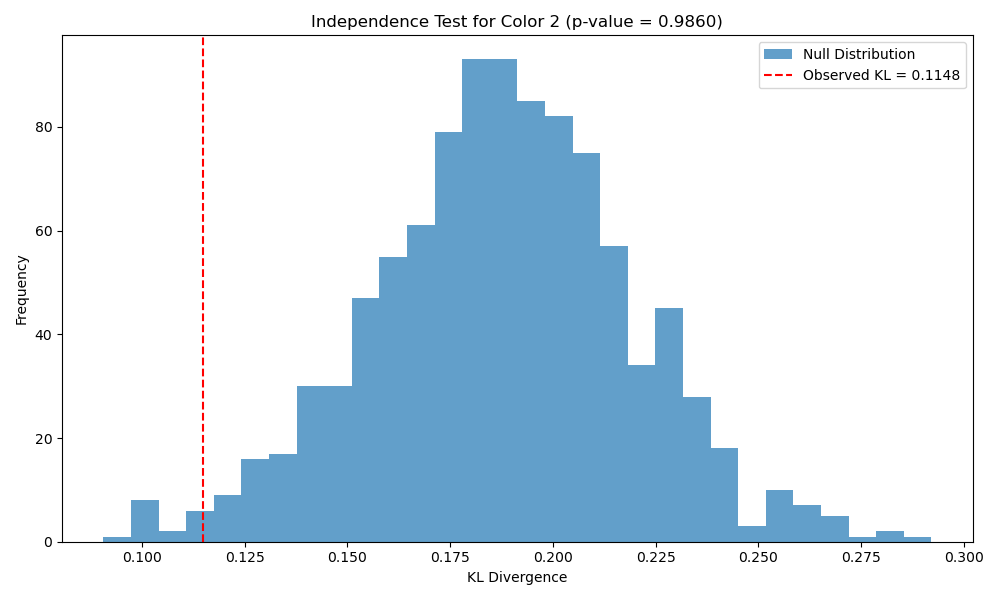 Independence Test for Color 2 (p-value = 0.9860)
Null Distribution
Observed KL = 0.1148
Frequency
80
60
40
20
0
0.100 0.125 0.150 0.175 0.200 0.225 0.250 0.275 0.300
KL Divergence